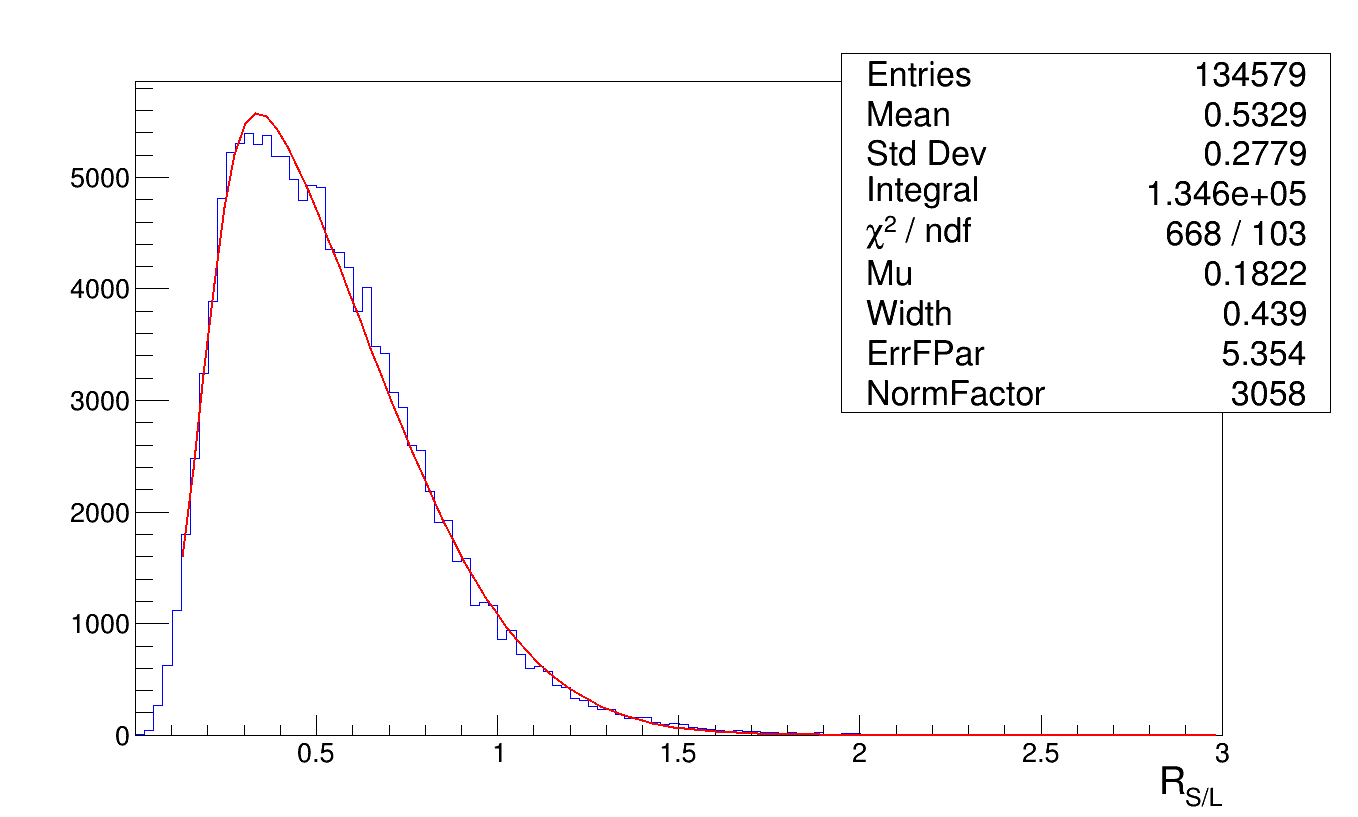 Entries 134579
Mean 0.5329
Std Dev 0.2779
Integral 1.346e+05
χ² / ndf 668 / 103
Mu 0.1822
Width 0.439
ErrFPar 5.354
NormFactor 3058
5000
4000
3000
2000
1000
0
0.5 1 1.5 2 2.5 3
R_S/L